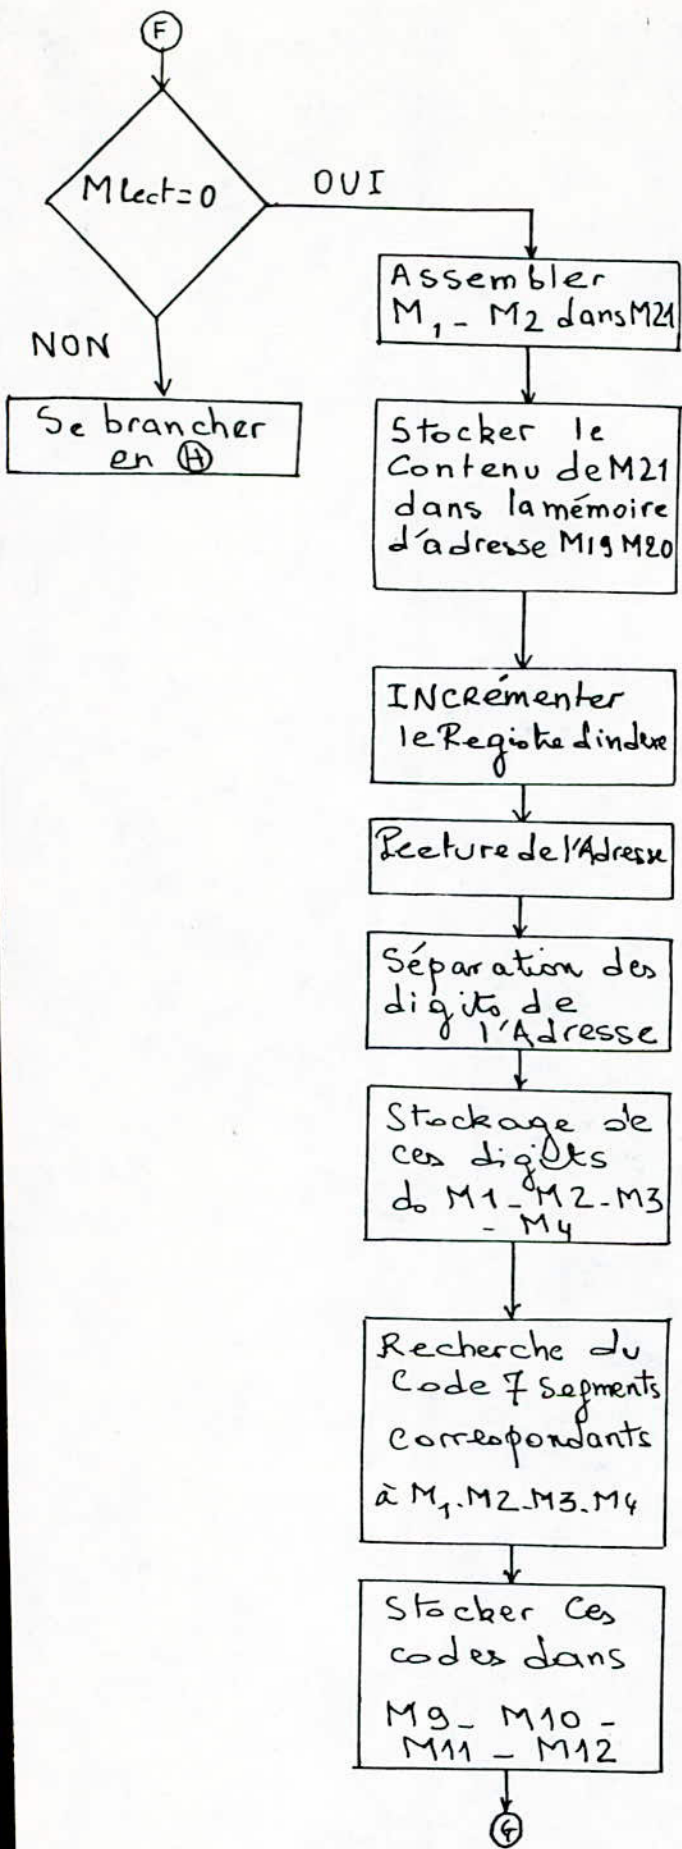 F
M lect=0
OUI
NON
Se brancher
en H
Assembler
M1 - M2 dans M21
Stocker le
Contenu de M21
dans la mémoire
d'adresse M19 M20
INCRémenter
le Registre d'indexe
Lecture de l'Adresse
Séparation des
digits de
l'Adresse
Stockage de
ces digits
ds M1 - M2 - M3
- M4
Recherche du
Code 7 Segments
correspondants
à M1. M2 - M3. M4
Stocker Ces
codes dans
M9 - M10 -
M11 - M12
G